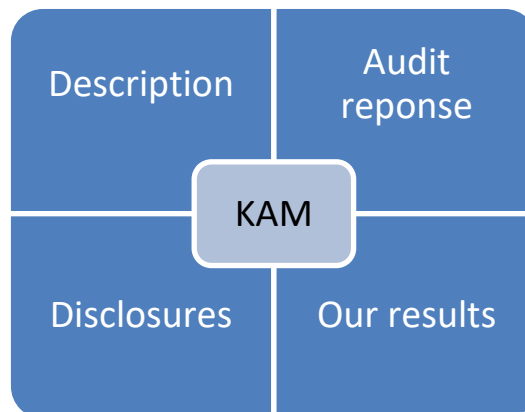 Description
Audit
reponse
KAM
Disclosures
Our results